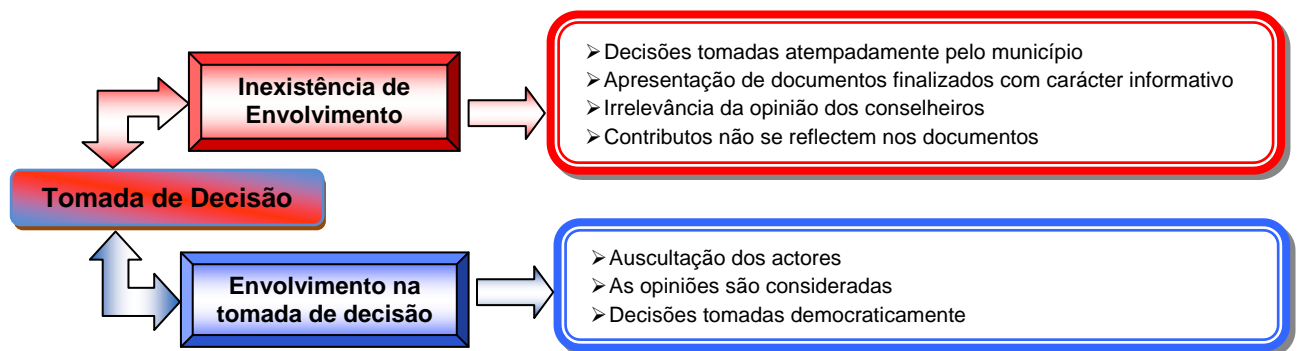 Inexistência de
Envolvimento
➢Decisões tomadas atempadamente pelo município
➢Apresentação de documentos finalizados com carácter informativo
➢Irrelevância da opinião dos conselheiros
➢Contributos não se reflectem nos documentos
Tomada de Decisão
Envolvimento na
tomada de decisão
➢Auscultação dos actores
➢As opiniões são consideradas
➢Decisões tomadas democraticamente